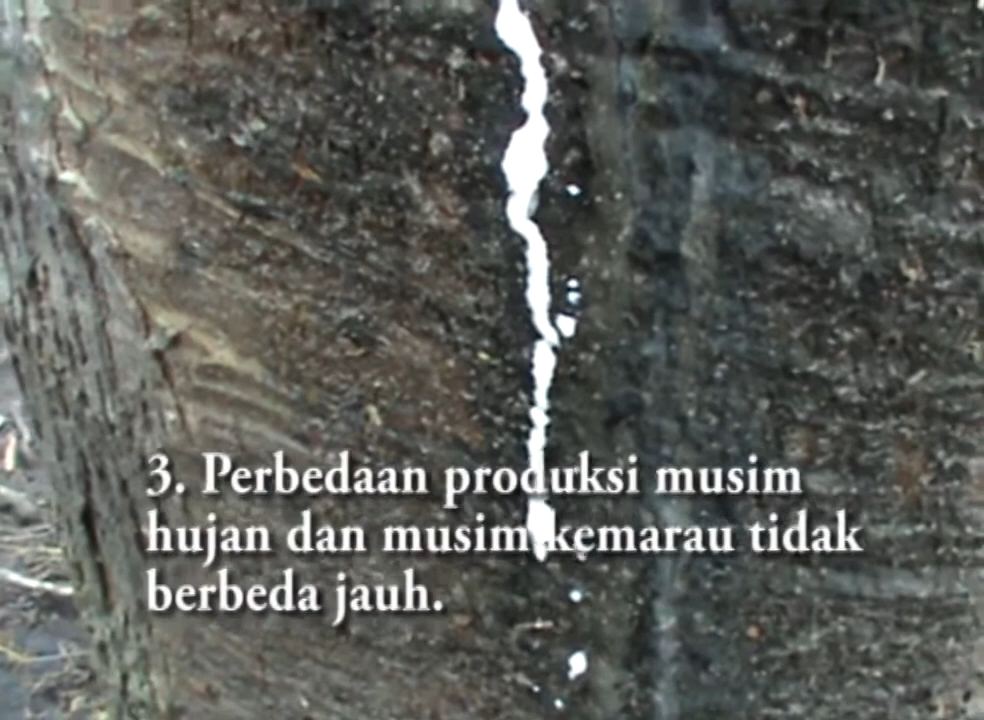 3. Perbedaan produksi musim
hujan dan musim kemarau tidak
berbeda jauh.